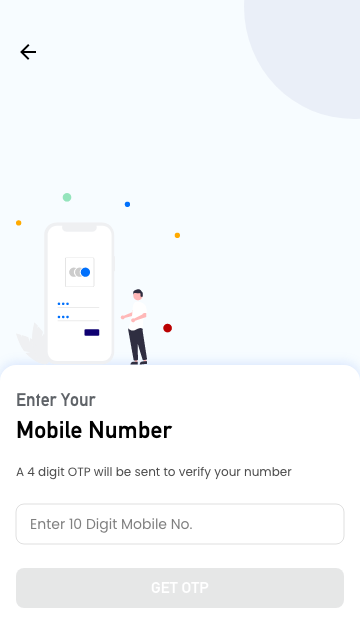 Enter Your
Mobile Number
A 4 digit OTP will be sent to verify your number
Enter 10 Digit Mobile No.
GET OTP